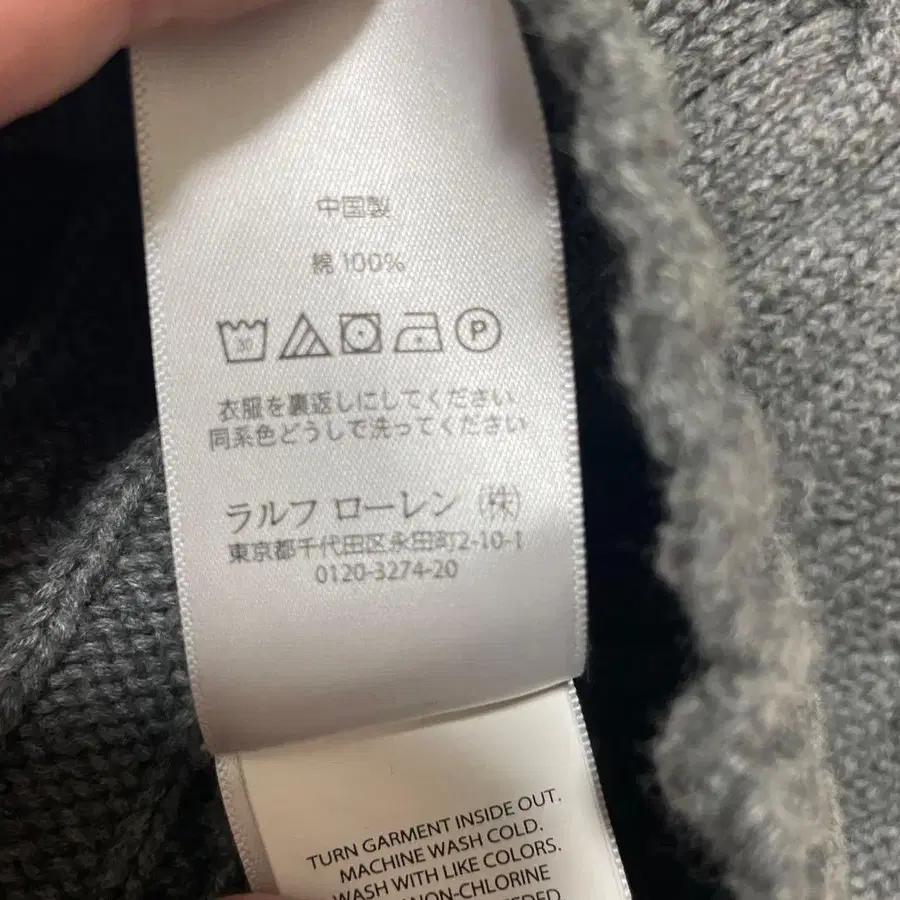 中国製
綿 100%
30
P
衣服を裏返しにしてください
同系色どうしで洗ってください
ラルフ ローレン (株)
東京都千代田区永田町2-10-1
0120-3274-20
TURN GARMENT INSIDE OUT.
MACHINE WASH COLD.
WASH WITH LIKE COLORS.
NON-CHLORINE